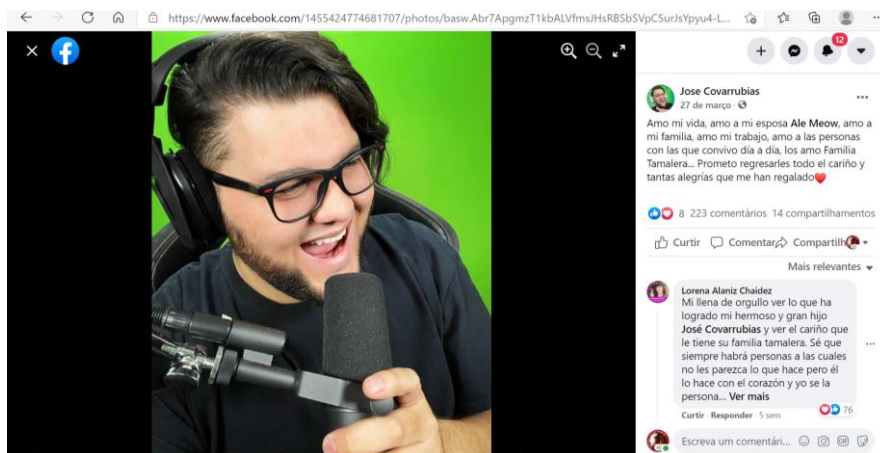 https://www.facebook.com/1455424774681707/photos/basw.Abr7ApgmzT1kbALVfmsJHsRBSbSVpC5urJsYpyu4-L...
12
Jose Covarrubias
27 de março
Amo mi vida, amo a mi esposa Ale Meow, amo a
mi familia, amo mi trabajo, amo a las personas
con las que convivo día a día, los amo Familia
Tamalera... Prometo regresarles todo el cariño y
tantas alegrías que me han regalado❤️
8 223 comentários 14 compartilhamentos
Curtir Comentar Compartilh
Mais relevantes
Lorena Alaniz Chaidez
Mi llena de orgullo ver lo que ha
logrado mi hermoso y gran hijo
José Covarrubias y ver el cariño que
le tiene su familia tamalera. Sé que
siempre habrá personas a las cuales
no les parezca lo que hace pero él
lo hace con el corazón y yo se la
persona... Ver mais
76
Curtir · Responder · 5 sem
Escreva um comentári...
GIF